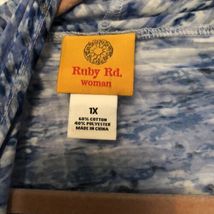 Ruby Rd.
woman
1X
60% COTTON
40% POLYESTER
MADE IN CHINA